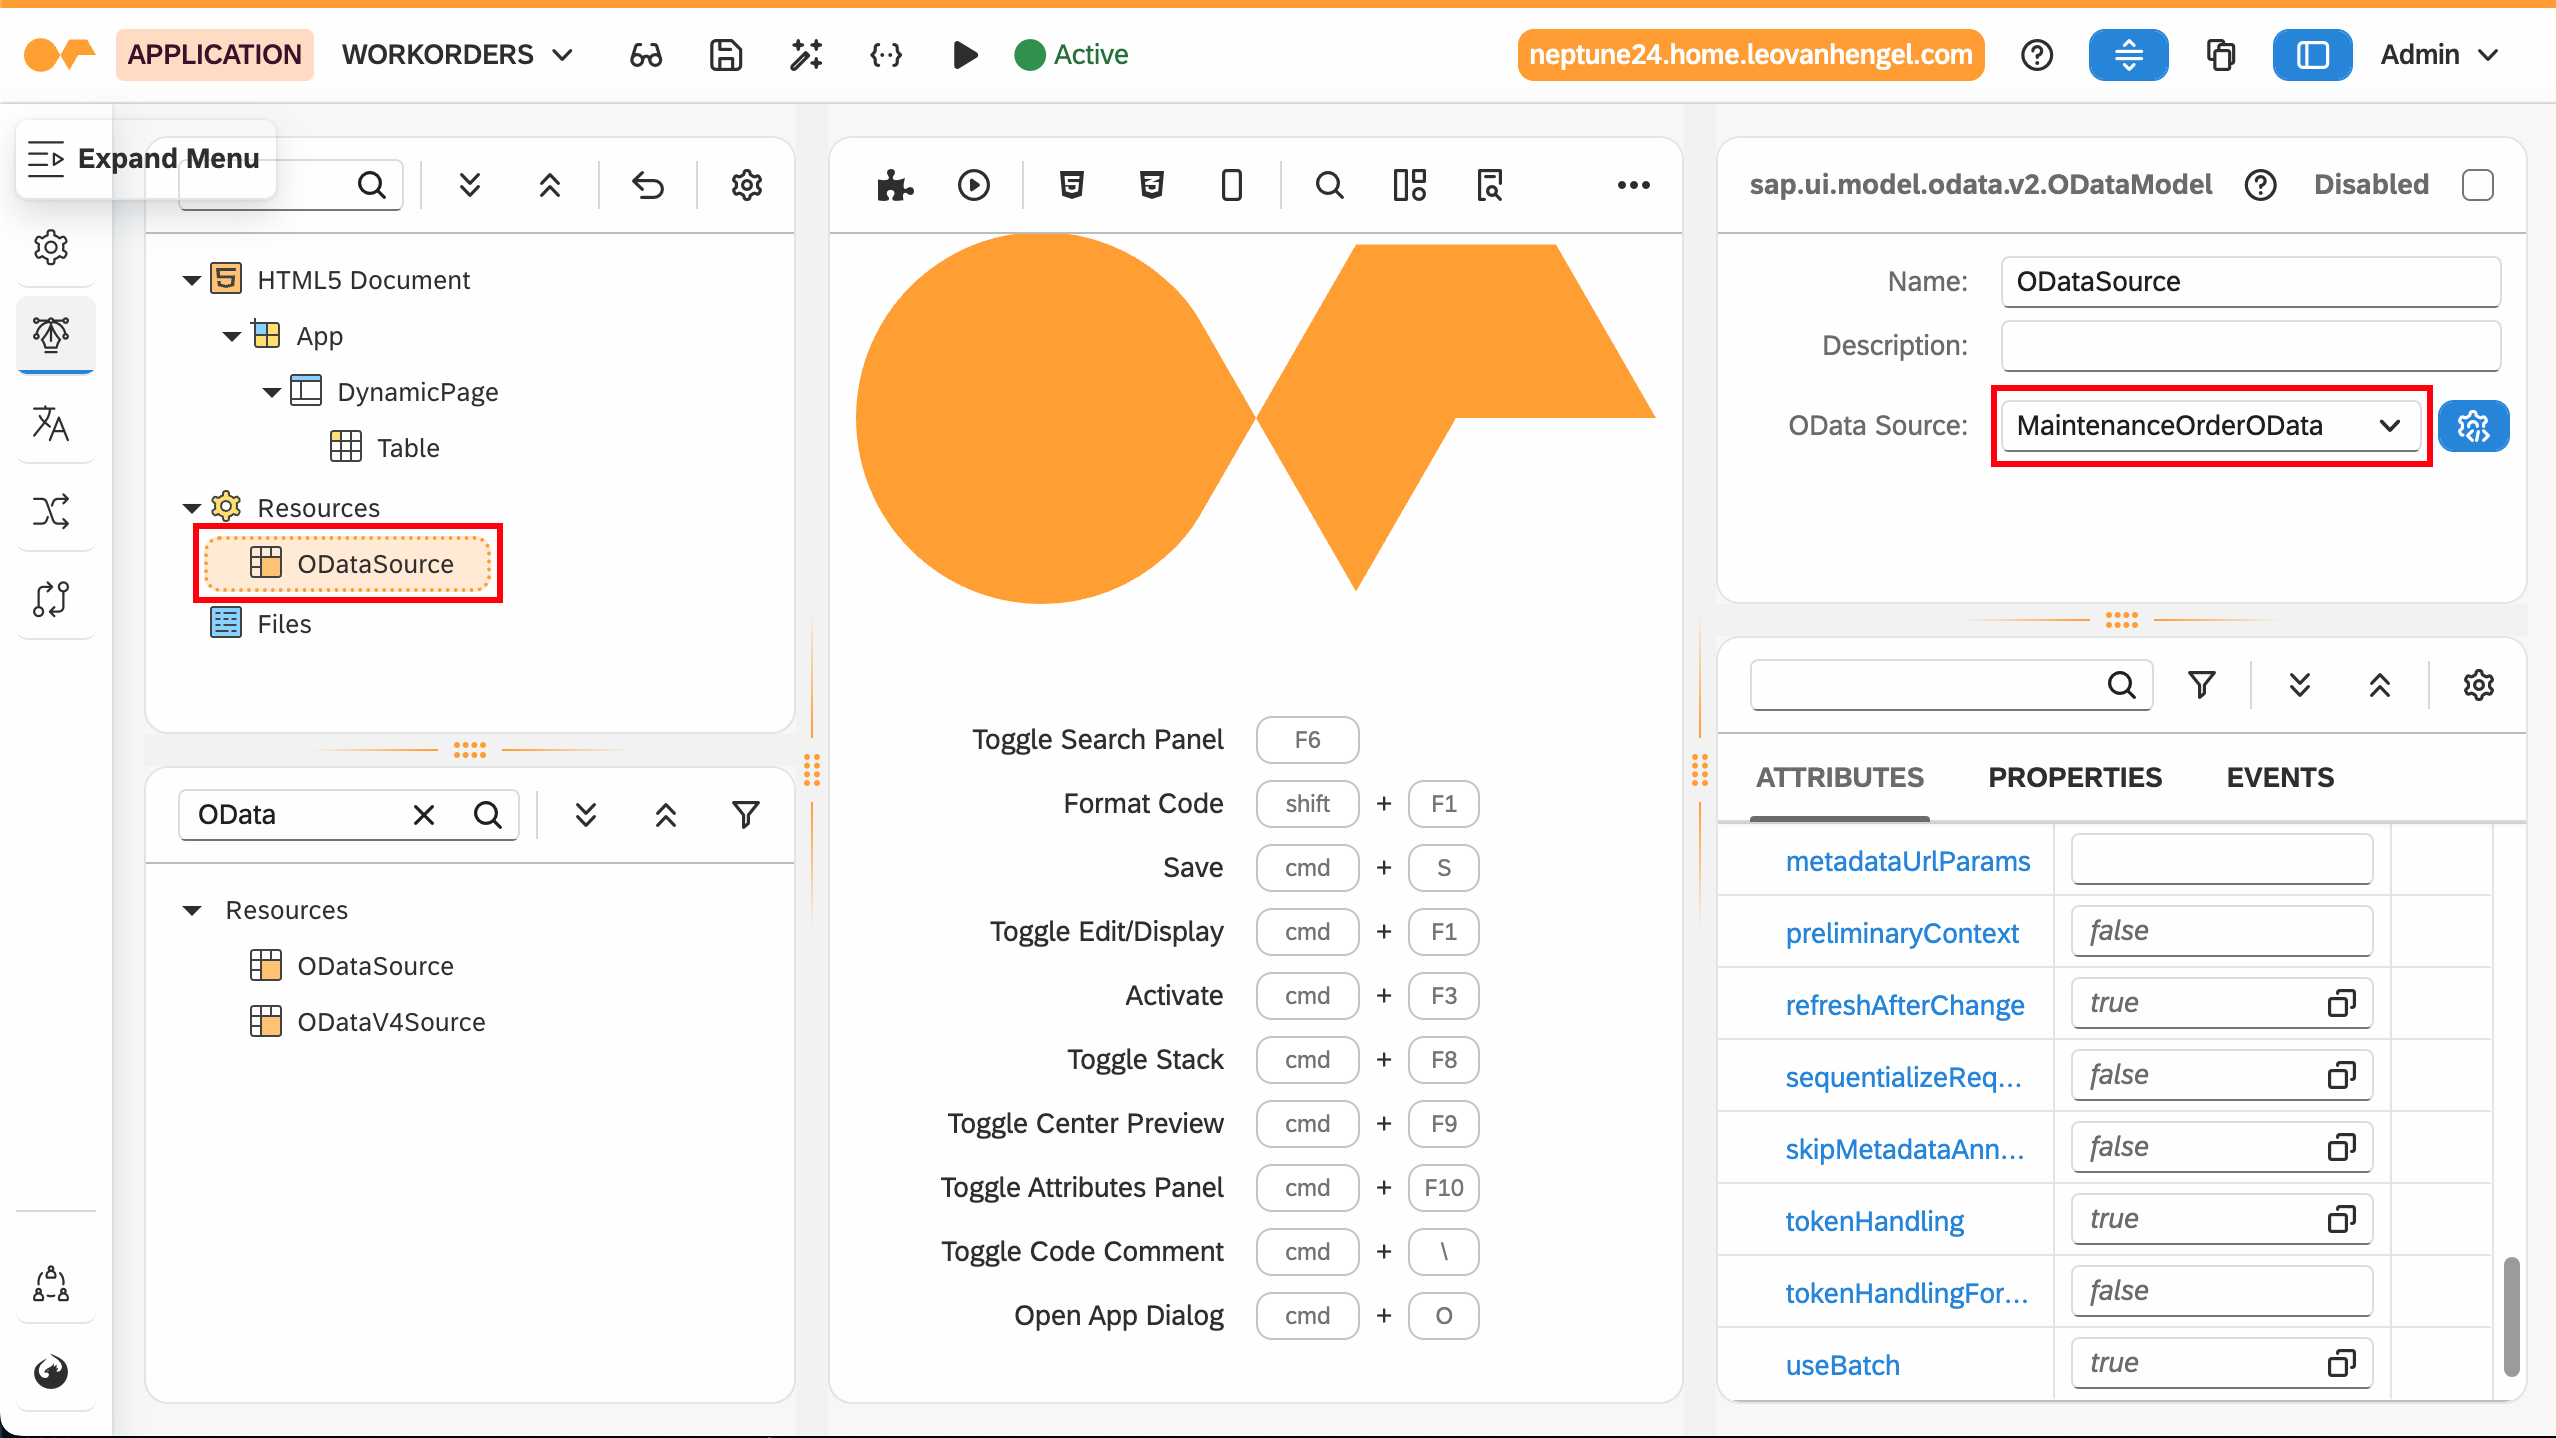 APPLICATION WORKORDERS Active neptune24.home.leovanhengel.com Admin
Expand Menu
HTML5 Document
App
DynamicPage
Table
Resources
ODataSource
Files
OData
Resources
ODataSource
ODataV4Source
Toggle Search Panel F6
Format Code shift + F1
Save cmd + S
Toggle Edit/Display cmd + F1
Activate cmd + F3
Toggle Stack cmd + F8
Toggle Center Preview cmd + F9
Toggle Attributes Panel cmd + F10
Toggle Code Comment cmd + \
Open App Dialog cmd + O
sap.ui.model.odata.v2.ODataModel Disabled
Name: ODataSource
Description:
OData Source: MaintenanceOrderOData
ATTRIBUTES PROPERTIES EVENTS
metadataUrlParams
preliminaryContext false
refreshAfterChange true
sequentializeReq... false
skipMetadataAnn... false
tokenHandling true
tokenHandlingFor... false
useBatch true